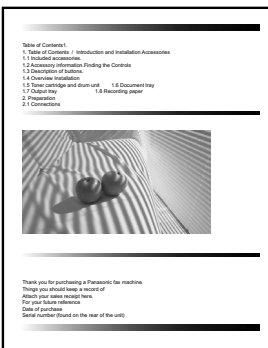 Table of Contents1.
1. Table of Contents / Introduction and Installation Accessories
1.1 Included accessories.
1.2 Accessory information.Finding the Controls
1.3 Description of buttons.
1.4 Overview Installation
1.5 Toner cartridge and drum unit 1.6 Document tray
1.7 Output tray 1.8 Recording paper
2. Preparation
2.1 Connections
Thank you for purchasing a Panasonic fax machine.
Things you should keep a record of
Attach your sales receipt here.
For your future reference
Date of purchase
Serial number (found on the rear of the unit)